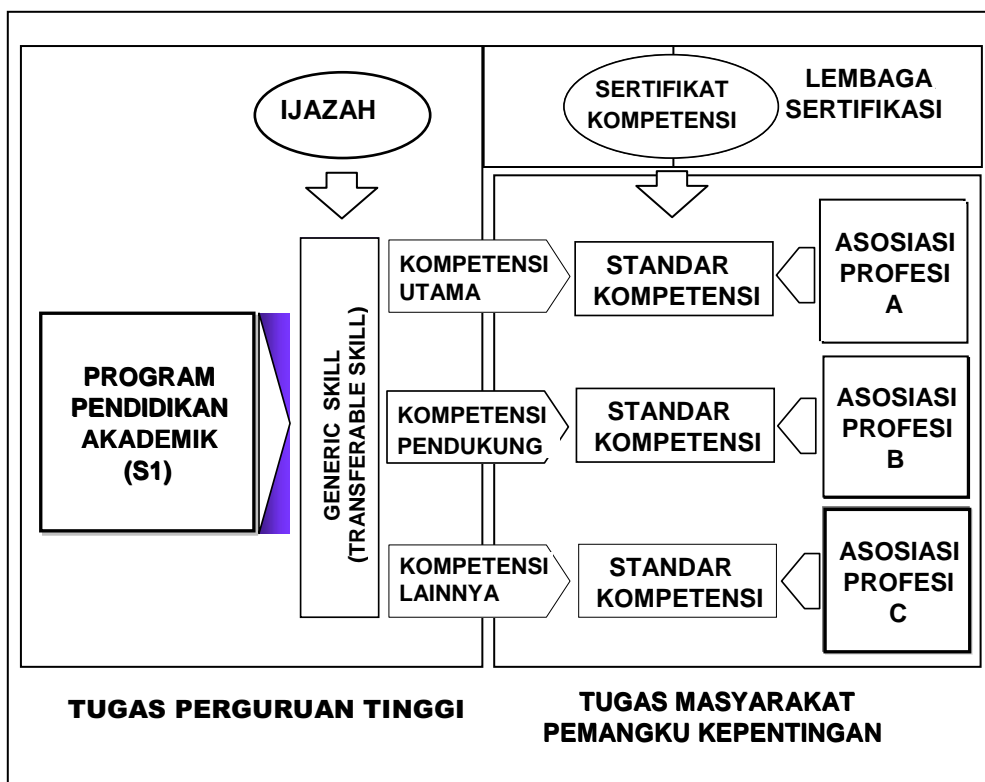 IJAZAH
SERTIFIKAT
KOMPETENSI
LEMBAGA
SERTIFIKASI
PROGRAM
PENDIDIKAN
AKADEMIK
(S1)
GENERIC SKILL
(TRANSFERABLE SKILL)
KOMPETENSI
UTAMA
STANDAR
KOMPETENSI
ASOSIASI
PROFESI
A
KOMPETENSI
PENDUKUNG
STANDAR
KOMPETENSI
ASOSIASI
PROFESI
B
KOMPETENSI
LAINNYA
STANDAR
KOMPETENSI
ASOSIASI
PROFESI
C
TUGAS PERGURUAN TINGGI
TUGAS MASYARAKAT
PEMANGKU KEPENTINGAN